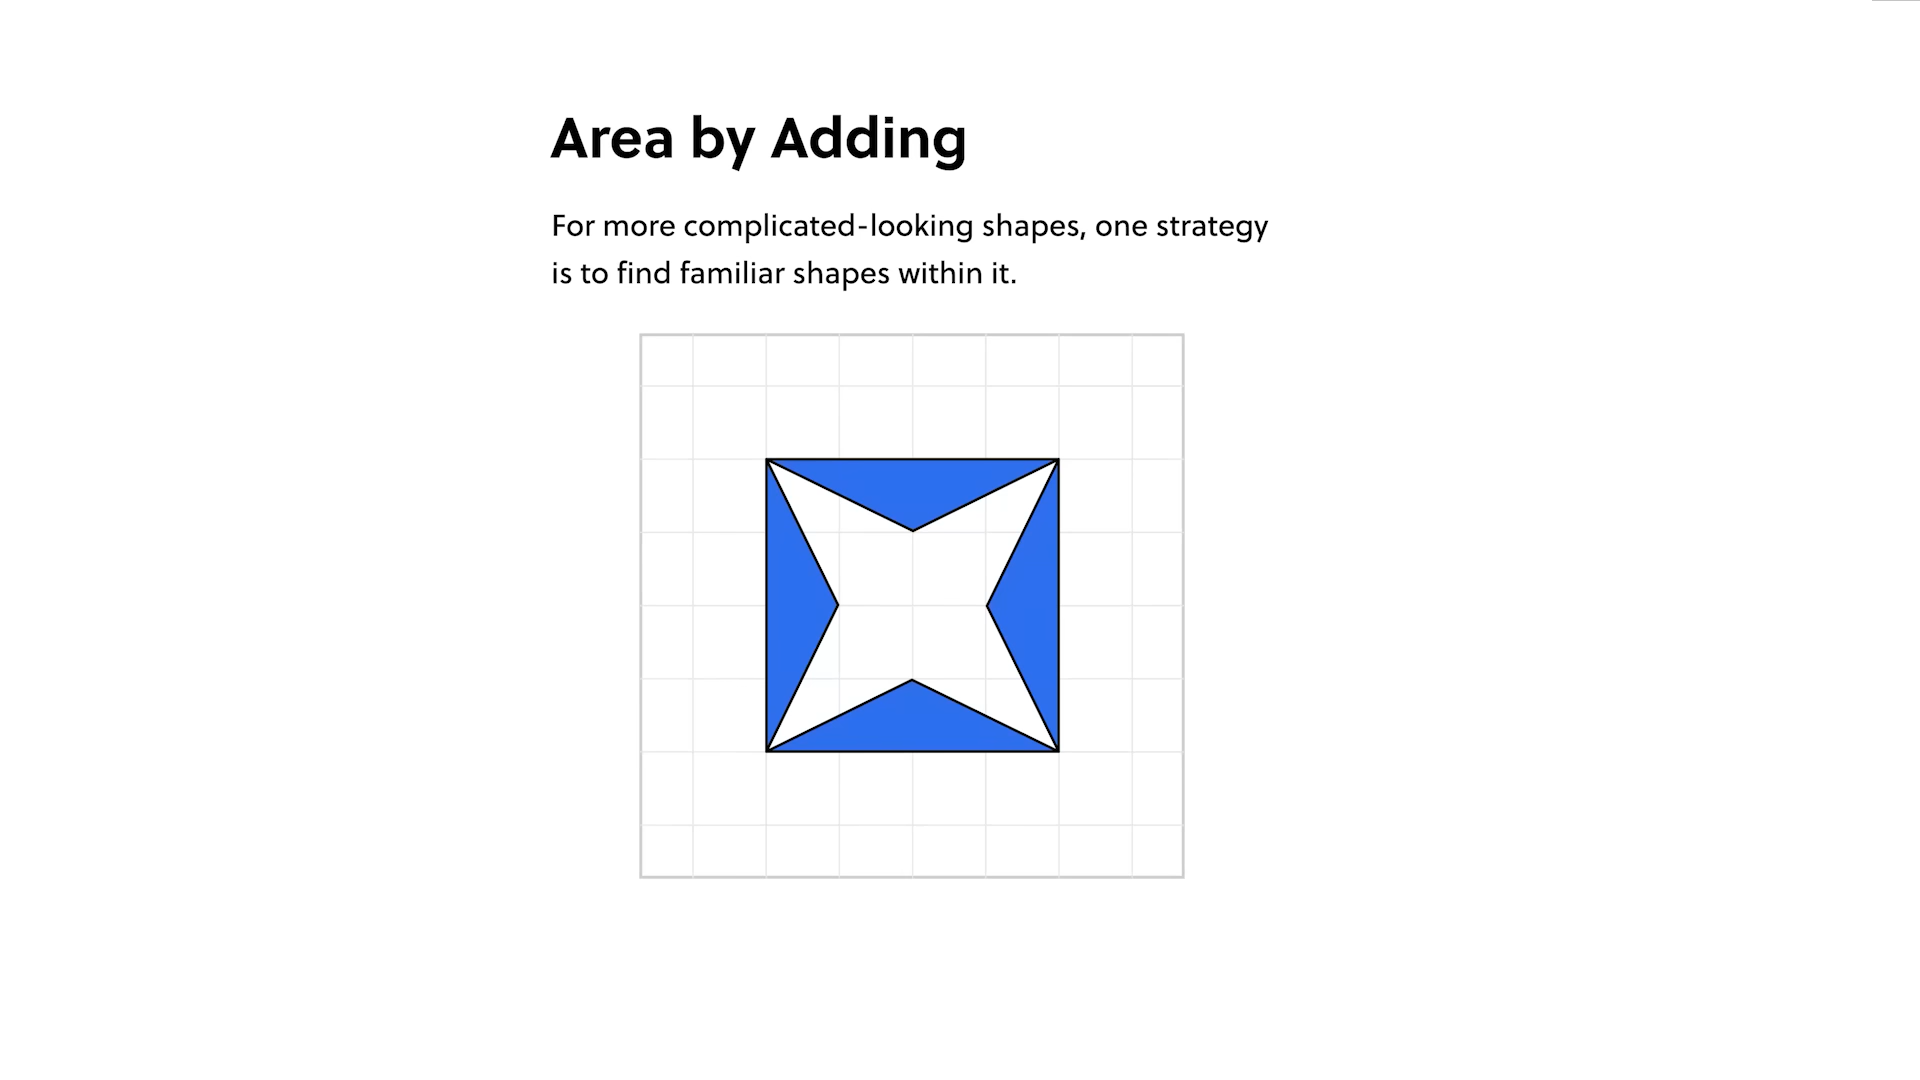 Area by Adding
For more complicated-looking shapes, one strategy
is to find familiar shapes within it.